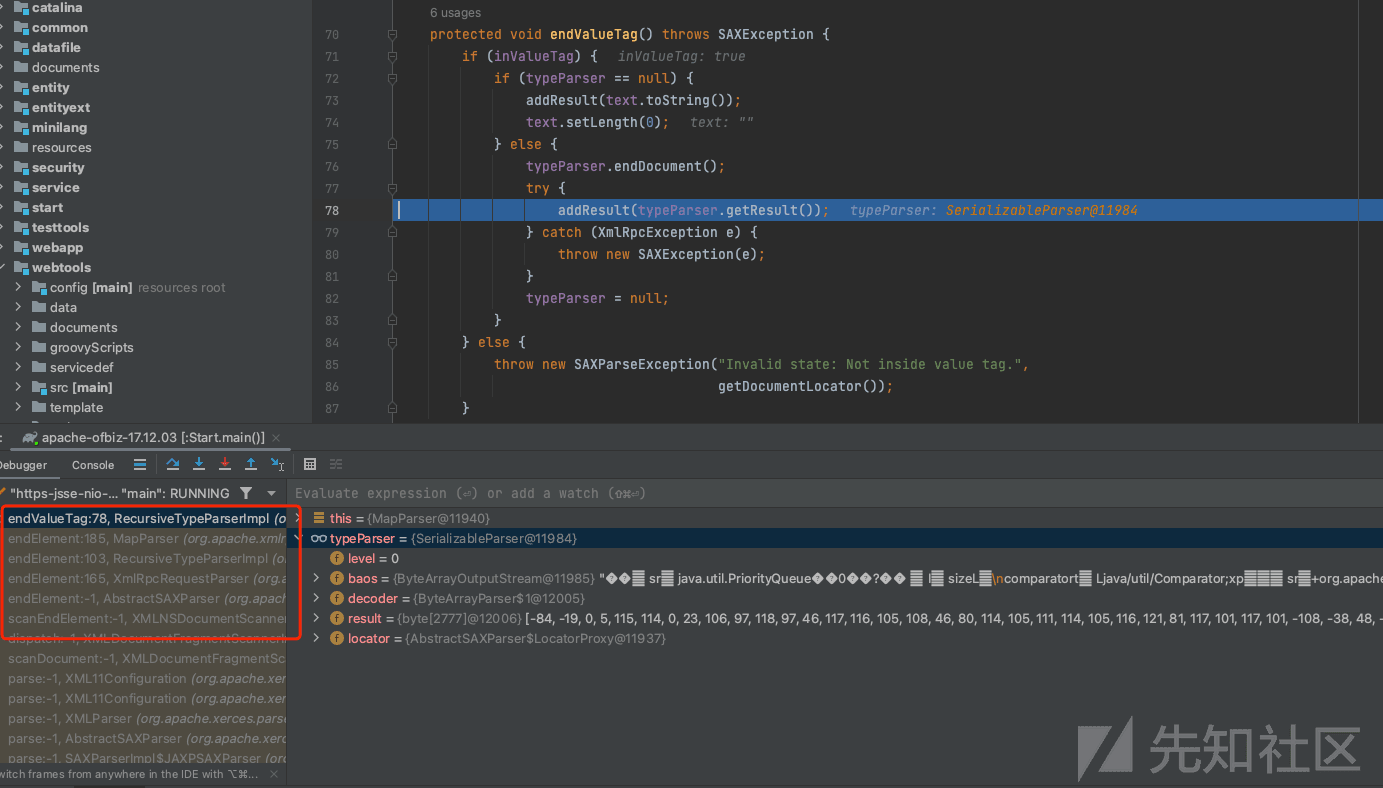 catalina
common
datafile
documents
entity
entityext
minilang
resources
security
service
start
testtools
webapp
webtools
config [main] resources root
data
documents
groovyScripts
servicedef
src [main]
template
6 usages
70 protected void endValueTag() throws SAXException {
71 if (inValueTag) { inValueTag: true
72 if (typeParser == null) {
73 addResult(text.toString());
74 text.setLength(0); text: ""
75 } else {
76 typeParser.endDocument();
77 try {
78 addResult(typeParser.getResult()); typeParser: SerializableParser@11984
79 } catch (XmlRpcException e) {
80 throw new SAXException(e);
81 }
82 typeParser = null;
83 }
84 } else {
85 throw new SAXParseException("Invalid state: Not inside value tag.",
86 getDocumentLocator());
87 }
: apache-ofbiz-17.12.03 [:Start.main()] ×
Debugger Console
"https-jsse-nio-... "main": RUNNING
Evaluate expression (⏎) or add a watch (⇧⌘⏎)
endValueTag:78, RecursiveTypeParserImpl (o
endElement:185, MapParser (org.apache.xmlr
endElement:103, RecursiveTypeParserImpl (o
endElement:165, XmlRpcRequestParser (org.a
endElement:-1, AbstractSAXParser (org.apach
scanEndElement:-1, XMLNSDocumentScanner
dispatch:-1, XMLDocumentFragmentScannerI
scanDocument:-1, XMLDocumentFragmentSca
parse:-1, XML11Configuration (org.apache.xer
parse:-1, XML11Configuration (org.apache.xer
parse:-1, XMLParser (org.apache.xerces.parse
parse:-1, AbstractSAXParser (org.apache.xerc
parse:-1, SAXParserImpl$JAXPSAXParser (or
witch frames from anywhere in the IDE with ⌥⌘... ×
this = {MapParser@11940}
typeParser = {SerializableParser@11984}
level = 0
baos = {ByteArrayOutputStream@11985} "��▒ sr▒ java.util.PriorityQueue��0��?�� ▒ I▒ sizeL▒\ncomparatort▒ Ljava/util/Comparator;xp▒▒▒ sr▒+org.apache
decoder = {ByteArrayParser$1@12005}
result = {byte[2777]@12006} [-84, -19, 0, 5, 115, 114, 0, 23, 106, 97, 118, 97, 46, 117, 116, 105, 108, 46, 80, 114, 105, 111, 114, 105, 116, 121, 81, 117, 101, 117, 101, -108, -38, 48, -
locator = {AbstractSAXParser$LocatorProxy@11937}
先知社区